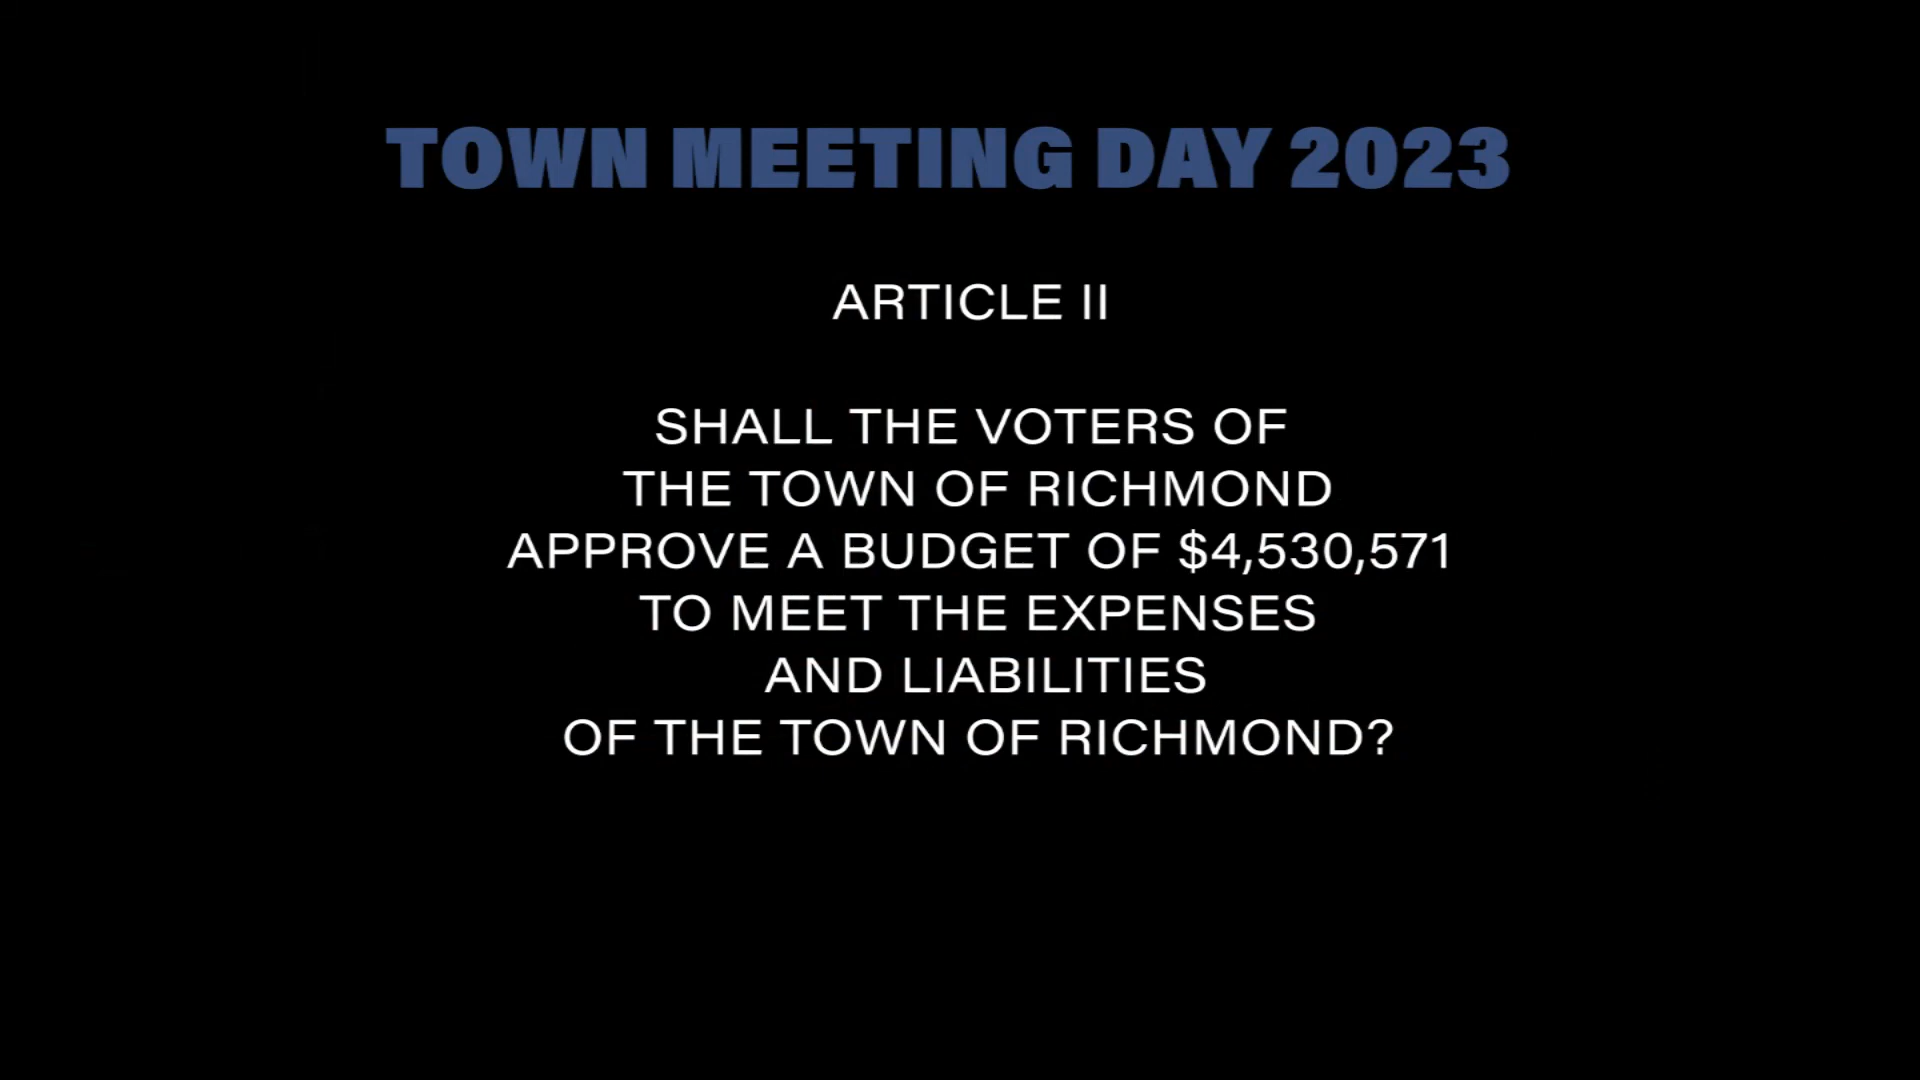 TOWN MEETING DAY 2023
ARTICLE II
SHALL THE VOTERS OF
THE TOWN OF RICHMOND
APPROVE A BUDGET OF $4,530,571
TO MEET THE EXPENSES
AND LIABILITIES
OF THE TOWN OF RICHMOND?